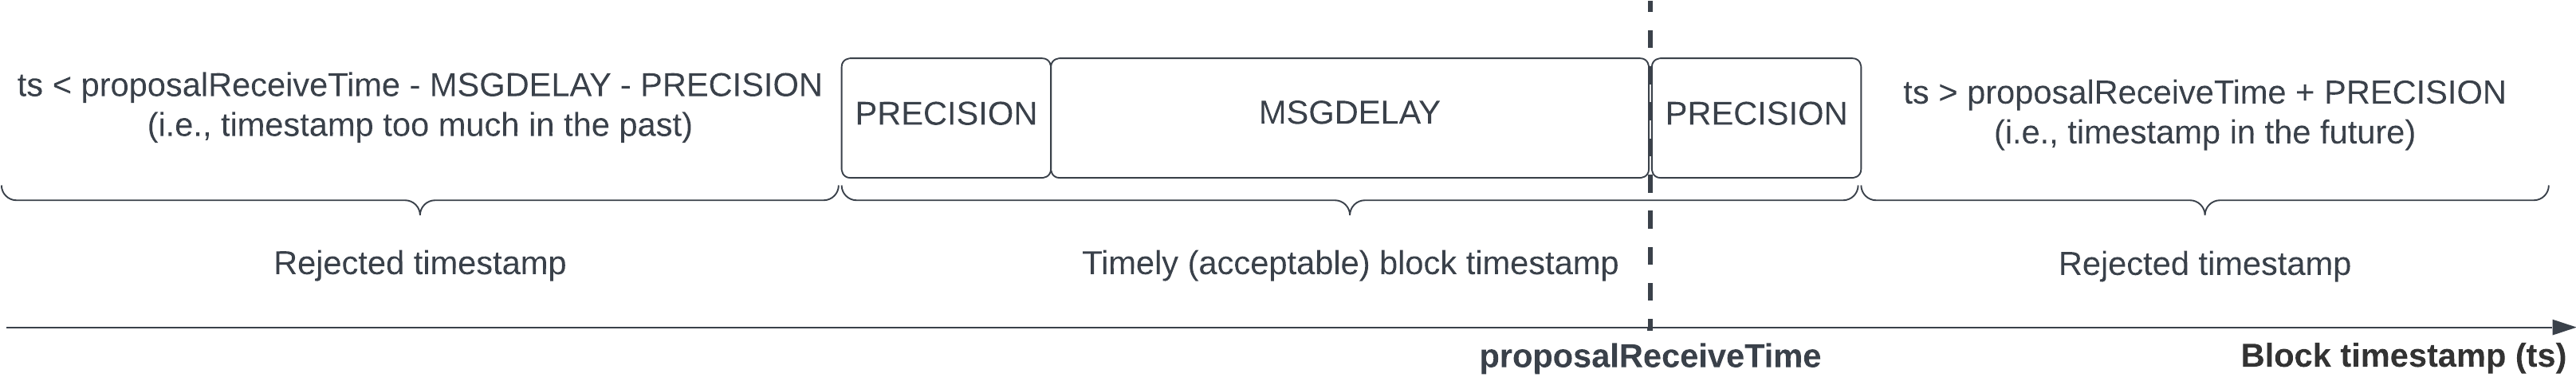 ts < proposalReceiveTime - MSGDELAY - PRECISION
(i.e., timestamp too much in the past)
PRECISION
MSGDELAY
PRECISION
ts > proposalReceiveTime + PRECISION
(i.e., timestamp in the future)
Rejected timestamp
Timely (acceptable) block timestamp
Rejected timestamp
proposalReceiveTime
Block timestamp (ts)